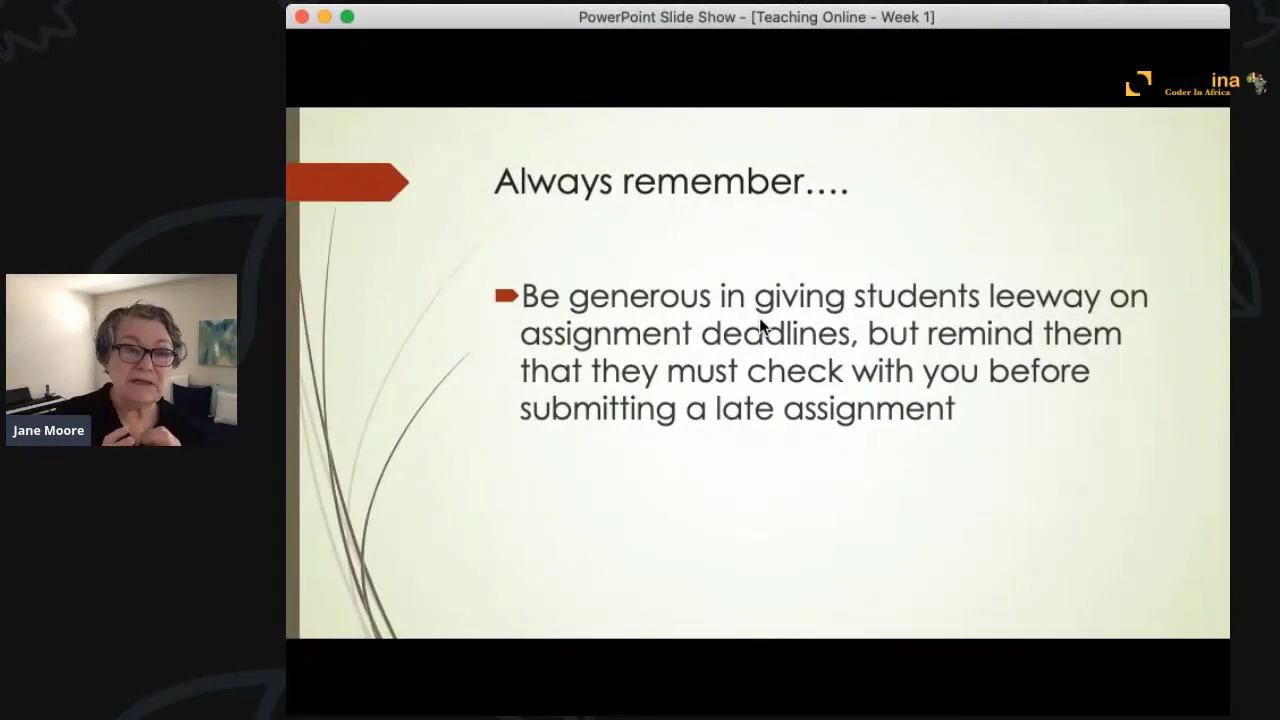 PowerPoint Slide Show - [Teaching Online - Week 1]
ina
Coder In Africa
Always remember....
Be generous in giving students leeway on
assignment deadlines, but remind them
that they must check with you before
submitting a late assignment
Jane Moore